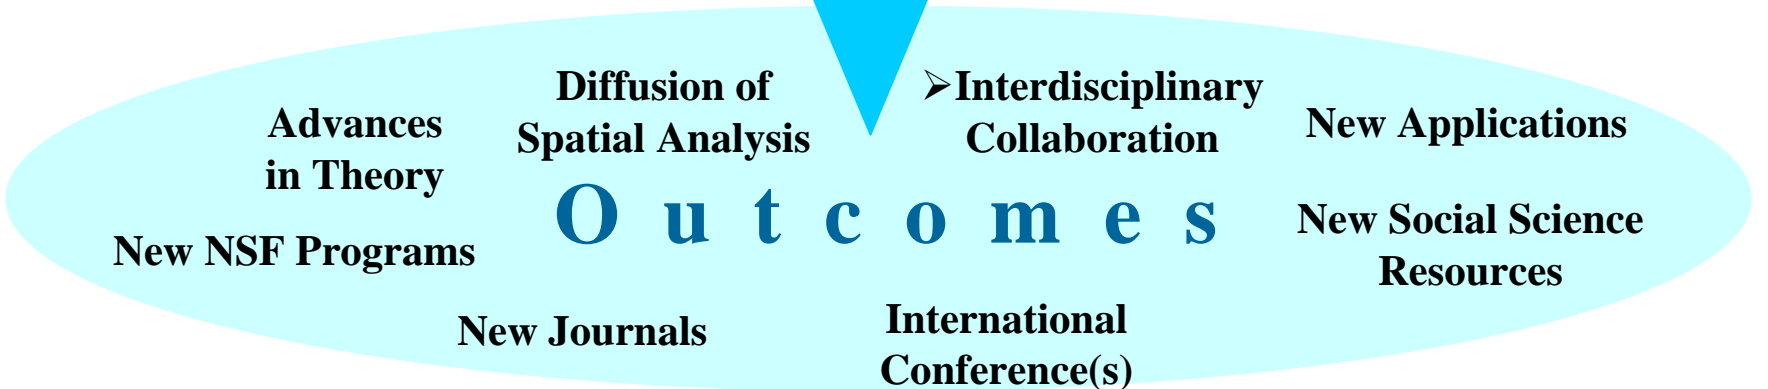 Diffusion of
Spatial Analysis
➢Interdisciplinary
Collaboration
Advances
in Theory
New Applications
Outcomes
New NSF Programs
New Social Science
Resources
New Journals
International
Conference(s)